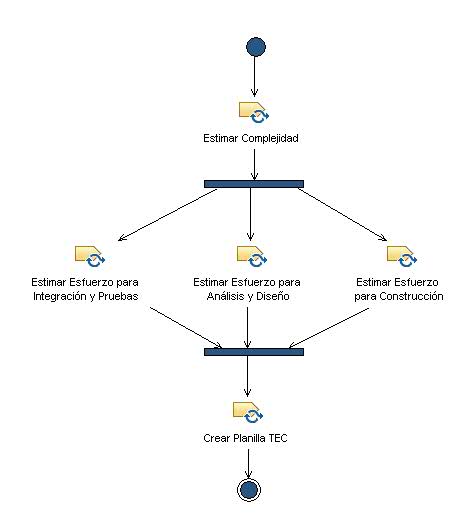 Estimar Complejidad
Estimar Esfuerzo para
Integración y Pruebas
Estimar Esfuerzo para
Análisis y Diseño
Estimar Esfuerzo
para Construcción
Crear Planilla TEC